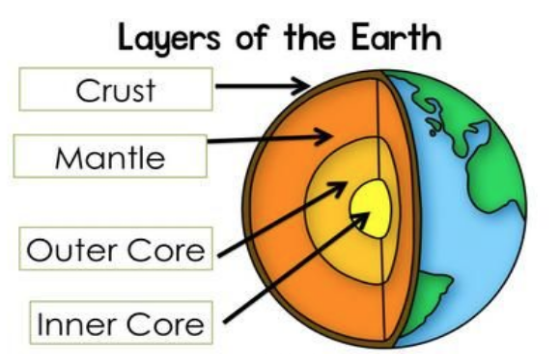 Layers of the Earth
Crust
Mantle
Outer Core
Inner Core